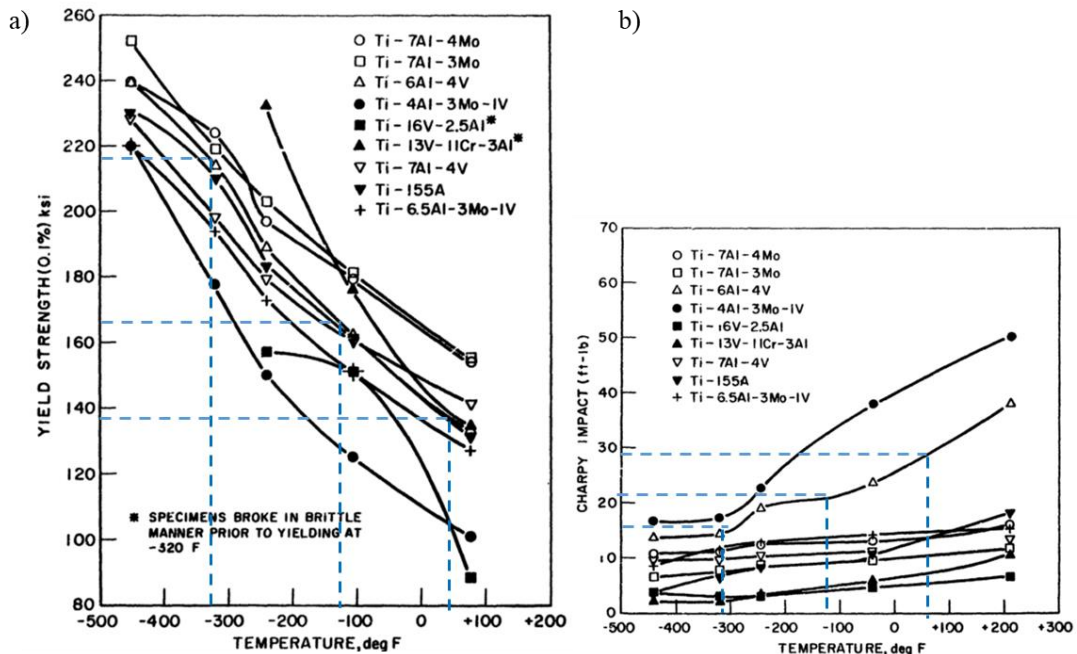 a)
YIELD STRENGTH (0.1%) ksi
260
240
220
200
180
160
140
120
100
80
Ti-7Al-4Mo
Ti-7Al-3Mo
Ti-6Al-4V
Ti-4Al-3Mo-1V
Ti-16V-2.5Al*
Ti-13V-11Cr-3Al*
Ti-7Al-4V
Ti-155A
Ti-6.5Al-3Mo-1V
* SPECIMENS BROKE IN BRITTLE
MANNER PRIOR TO YIELDING AT
-320 F
-500 -400 -300 -200 -100 -0 +100 +200
TEMPERATURE, deg F
b)
CHARPY IMPACT (ft-lb)
70
60
50
40
30
20
10
0
Ti-7Al-4Mo
Ti-7Al-3Mo
Ti-6Al-4V
Ti-4Al-3Mo-1V
Ti-16V-2.5Al
Ti-13V-11Cr-3Al
Ti-7Al-4V
Ti-155A
Ti-6.5Al-3Mo-1V
-500 -400 -300 -200 -100 0 +100 +200 +300
TEMPERATURE, deg F